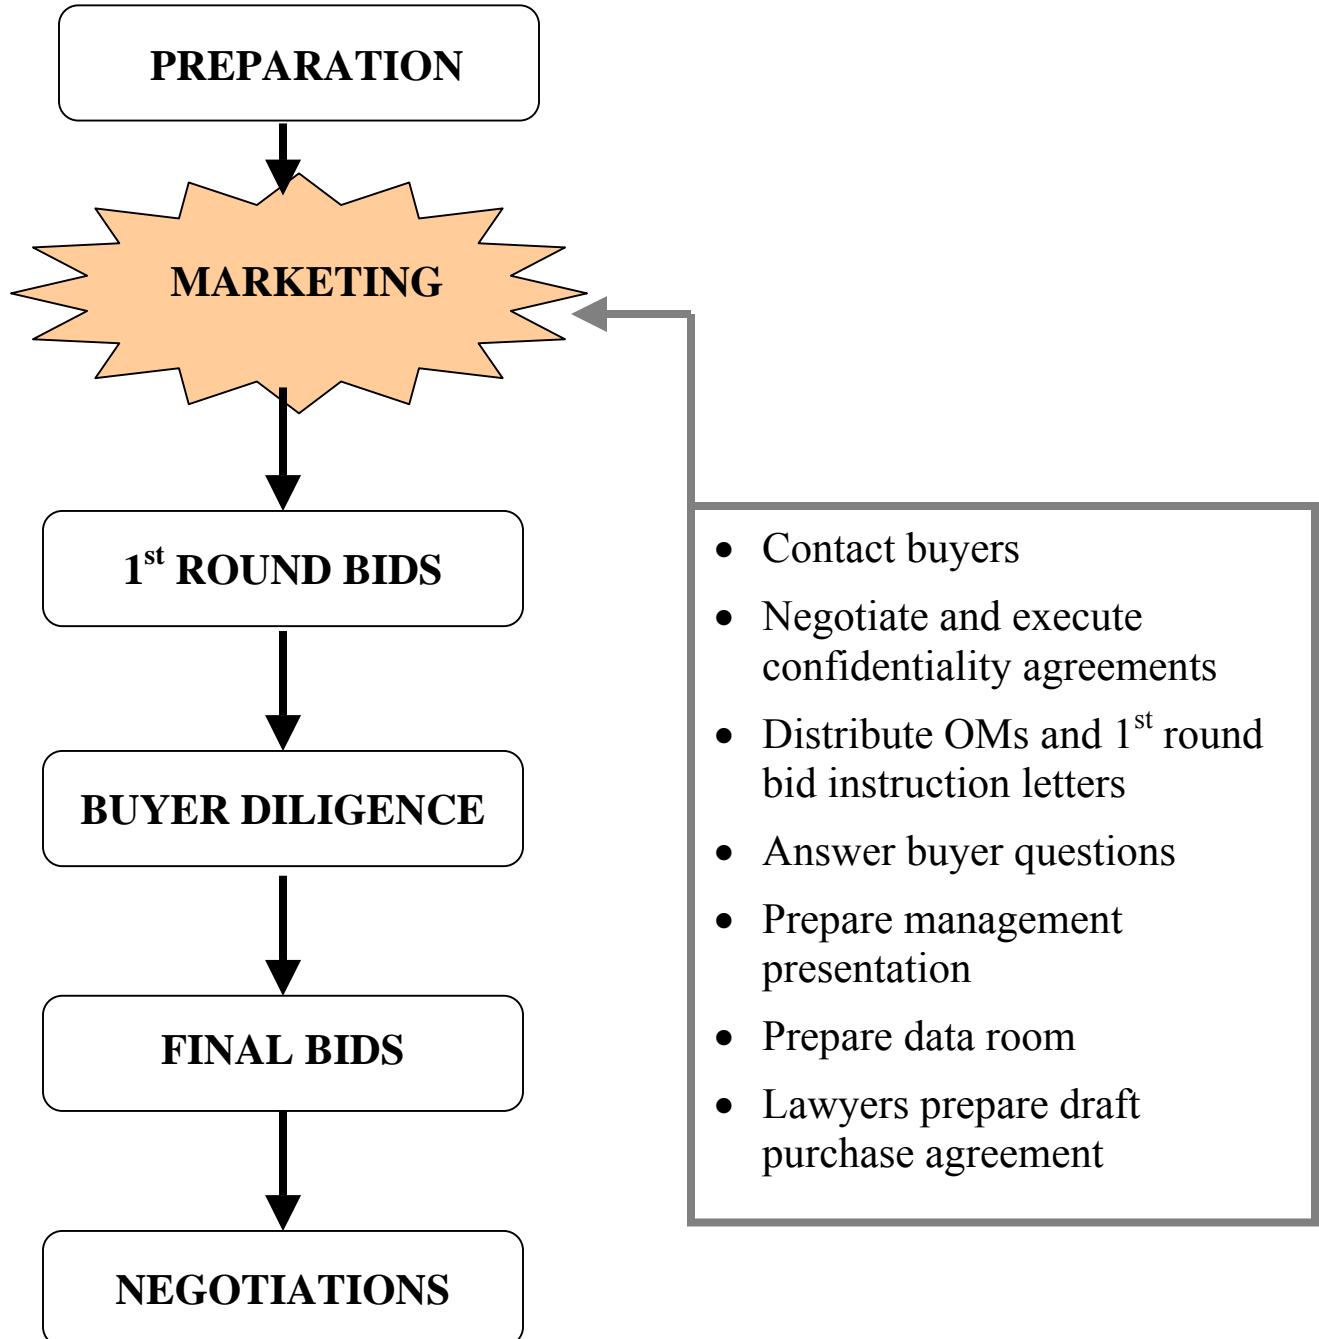 PREPARATION
MARKETING
1st ROUND BIDS
BUYER DILIGENCE
FINAL BIDS
NEGOTIATIONS
• Contact buyers
• Negotiate and execute
confidentiality agreements
• Distribute OMs and 1st round
bid instruction letters
• Answer buyer questions
• Prepare management
presentation
• Prepare data room
• Lawyers prepare draft
purchase agreement